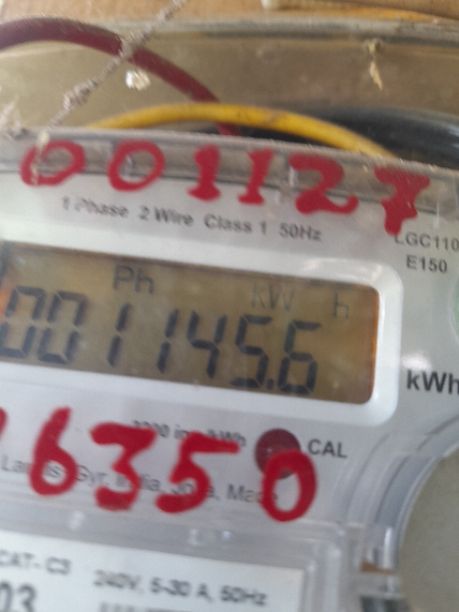 001127
1 Phase 2 Wire Class 1 50Hz
LGC110
E150
Ph kW h
001145.6
kWh
CAL
6350
CAT- C3 240V, 5-30 A, 50Hz
03